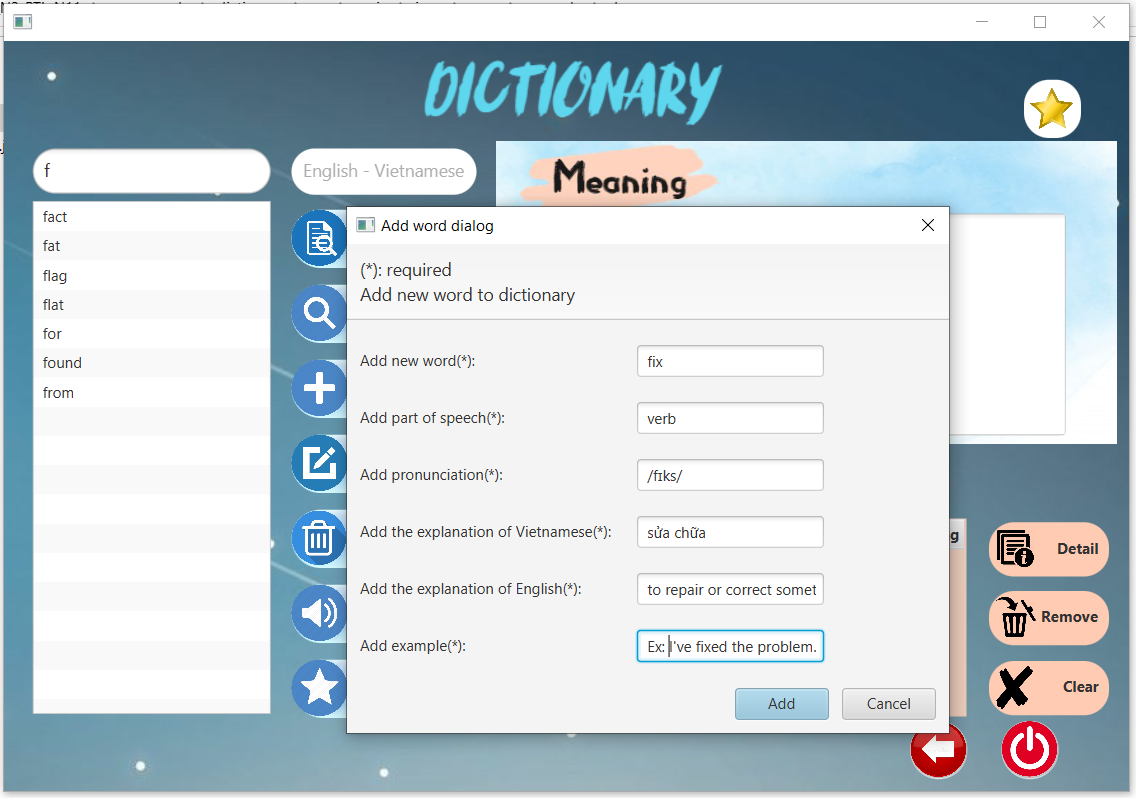 DICTIONARY
f
English - Vietnamese
Meaning
fact
fat
flag
flat
for
found
from
Add word dialog
(*): required
Add new word to dictionary
Add new word(*):
fix
Add part of speech(*):
verb
Add pronunciation(*):
/fɪks/
Add the explanation of Vietnamese(*):
sửa chữa
Add the explanation of English(*):
to repair or correct somet
Add example(*):
Ex: I've fixed the problem.
Add
Cancel
g
Detail
Remove
Clear